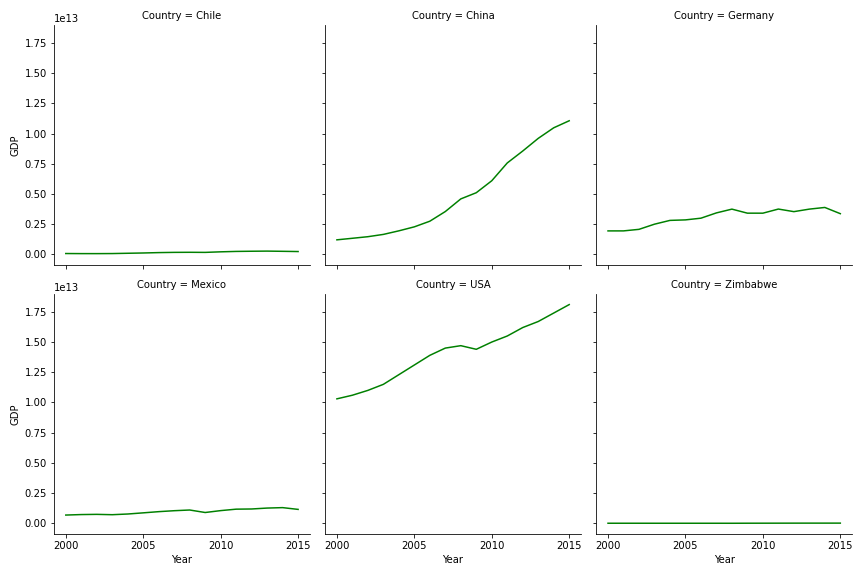 1e13
Country = Chile
Country = China
Country = Germany
1.75
1.50
1.25
1.00
0.75
0.50
0.25
0.00
GDP
1e13
Country = Mexico
Country = USA
Country = Zimbabwe
1.75
1.50
1.25
1.00
0.75
0.50
0.25
0.00
GDP
2000 2005 2010 2015
2000 2005 2010 2015
2000 2005 2010 2015
Year
Year
Year